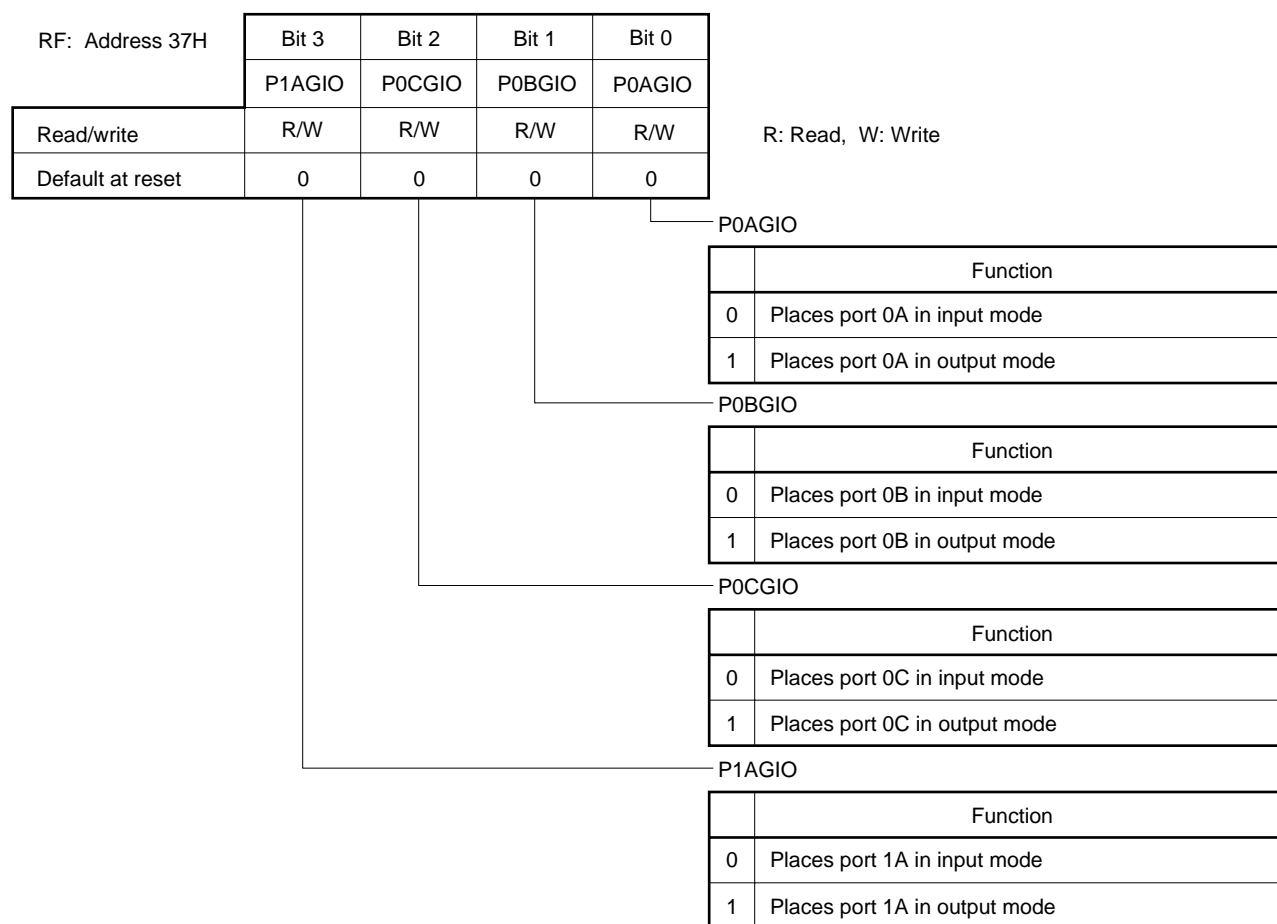 RF: Address 37H
Bit 3 Bit 2 Bit 1 Bit 0
P1AGIO P0CGIO P0BGIO P0AGIO
Read/write R/W R/W R/W R/W
R: Read, W: Write
Default at reset 0 0 0 0
P0AGIO
Function
0 Places port 0A in input mode
1 Places port 0A in output mode
P0BGIO
Function
0 Places port 0B in input mode
1 Places port 0B in output mode
P0CGIO
Function
0 Places port 0C in input mode
1 Places port 0C in output mode
P1AGIO
Function
0 Places port 1A in input mode
1 Places port 1A in output mode